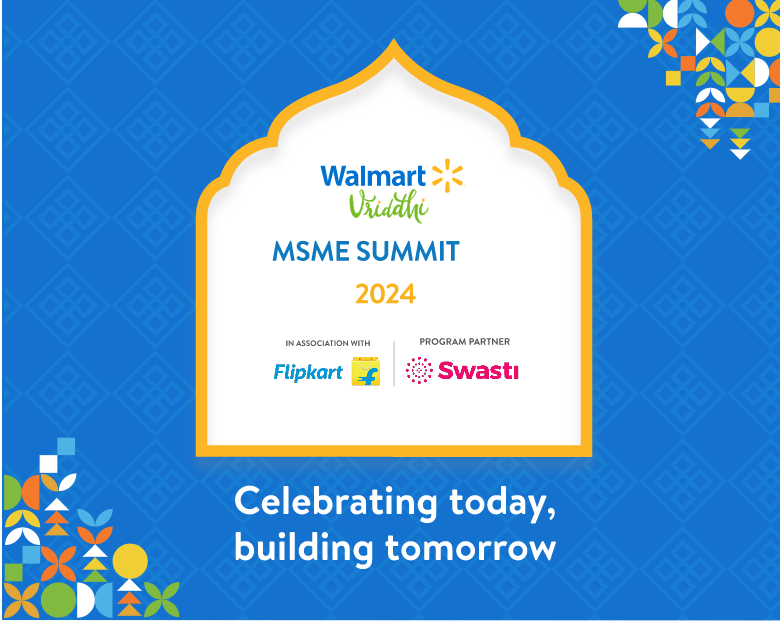 Walmart
Vriddhi
MSME SUMMIT
2024
IN ASSOCIATION WITH
Flipkart
PROGRAM PARTNER
Swasti
Celebrating today,
building tomorrow